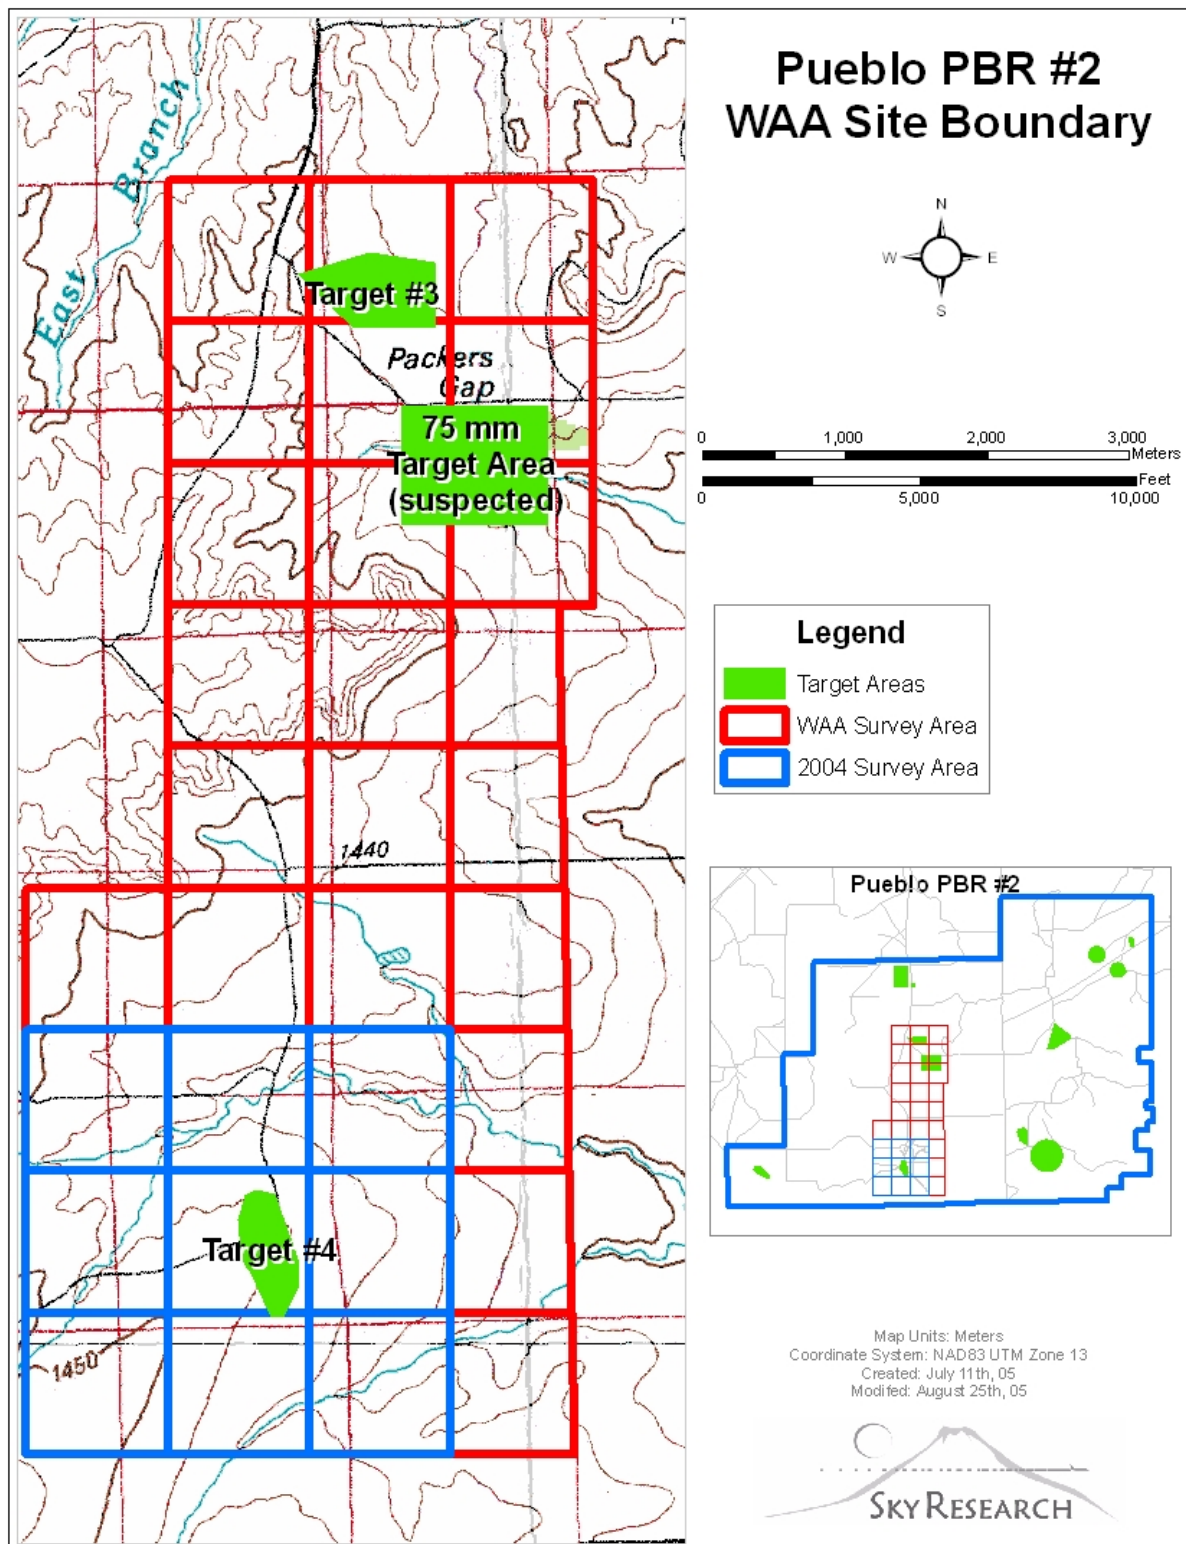 Pueblo PBR #2
WAA Site Boundary
N
W
E
S
East Branch
Target #3
Packers
Gap
75 mm
Target Area
(suspected)
1440
Target #4
1450
0
1,000
2,000
3,000
Meters
Feet
0
5,000
10,000
Legend
Target Areas
WAA Survey Area
2004 Survey Area
Pueblo PBR #2
Map Units: Meters
Coordinate System: NAD83 UTM Zone 13
Created: July 11th, 05
Modifed: August 25th, 05
SKY RESEARCH